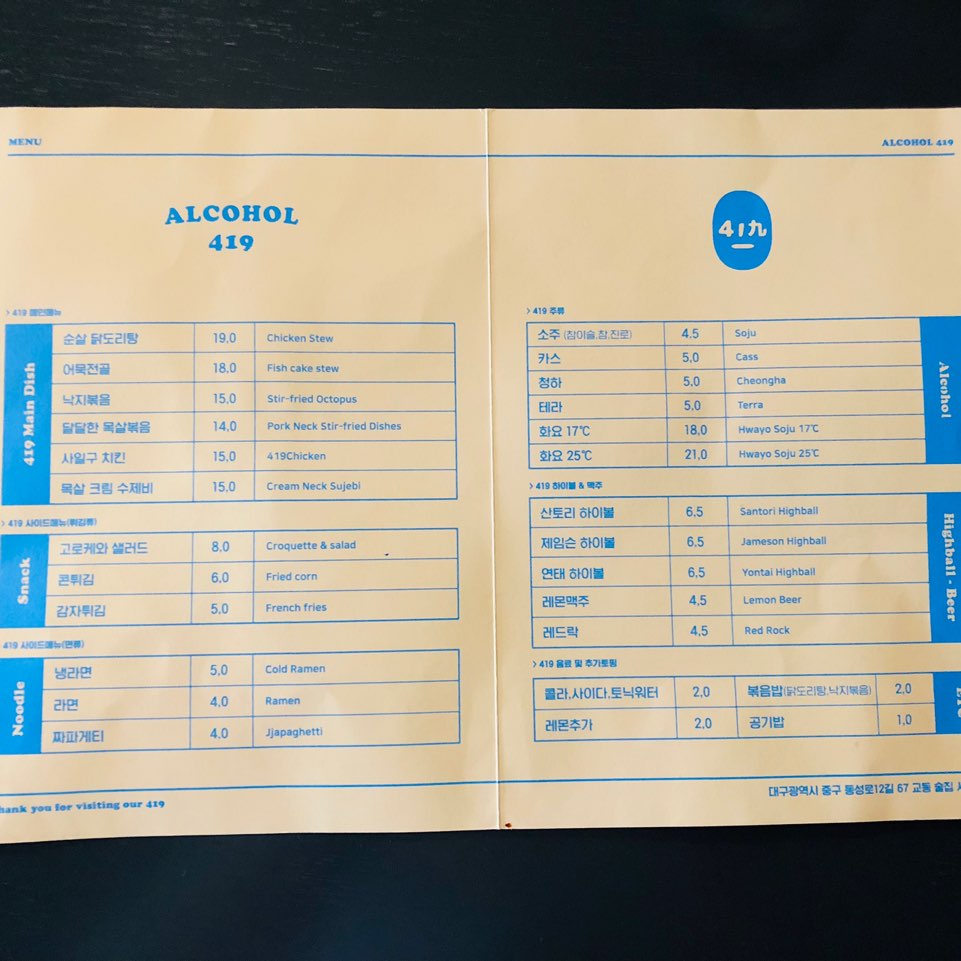 MENU
ALCOHOL 419
ALCOHOL
419
> 419 메인메뉴
419 Main Dish
순살 닭도리탕 19,0 Chicken Stew
어묵전골 18,0 Fish cake stew
낙지볶음 15,0 Stir-fried Octopus
달달한 목살볶음 14,0 Pork Neck Stir-fried Dishes
사일구 치킨 15,0 419Chicken
목살 크림 수제비 15,0 Cream Neck Sujebi
> 419 사이드메뉴(튀김류)
Snack
고로케와 샐러드 8.0 Croquette & salad
콘튀김 6,0 Fried corn
감자튀김 5,0 French fries
419 사이드메뉴(면류)
Noodle
냉라면 5,0 Cold Ramen
라면 4,0 Ramen
짜파게티 4.0 Jjapaghetti
hank you for visiting our 419
41九
> 419 주류
Alcohol
소주 (참이슬,참,진로) 4.5 Soju
카스 5.0 Cass
청하 5.0 Cheongha
테라 5,0 Terra
화요 17℃ 18,0 Hwayo Soju 17℃
화요 25℃ 21,0 Hwayo Soju 25℃
> 419 하이볼 & 맥주
Highball - Beer
산토리 하이볼 6.5 Santori Highball
제임슨 하이볼 6.5 Jameson Highball
연태 하이볼 6,5 Yontai Highball
레몬맥주 4,5 Lemon Beer
레드락 4,5 Red Rock
> 419 음료 및 추가토핑
콜라,사이다,토닉워터 2,0 볶음밥(닭도리탕,낙지볶음) 2,0
레몬추가 2,0 공기밥 1,0
대구광역시 중구 동성로12길 67 교동 술집